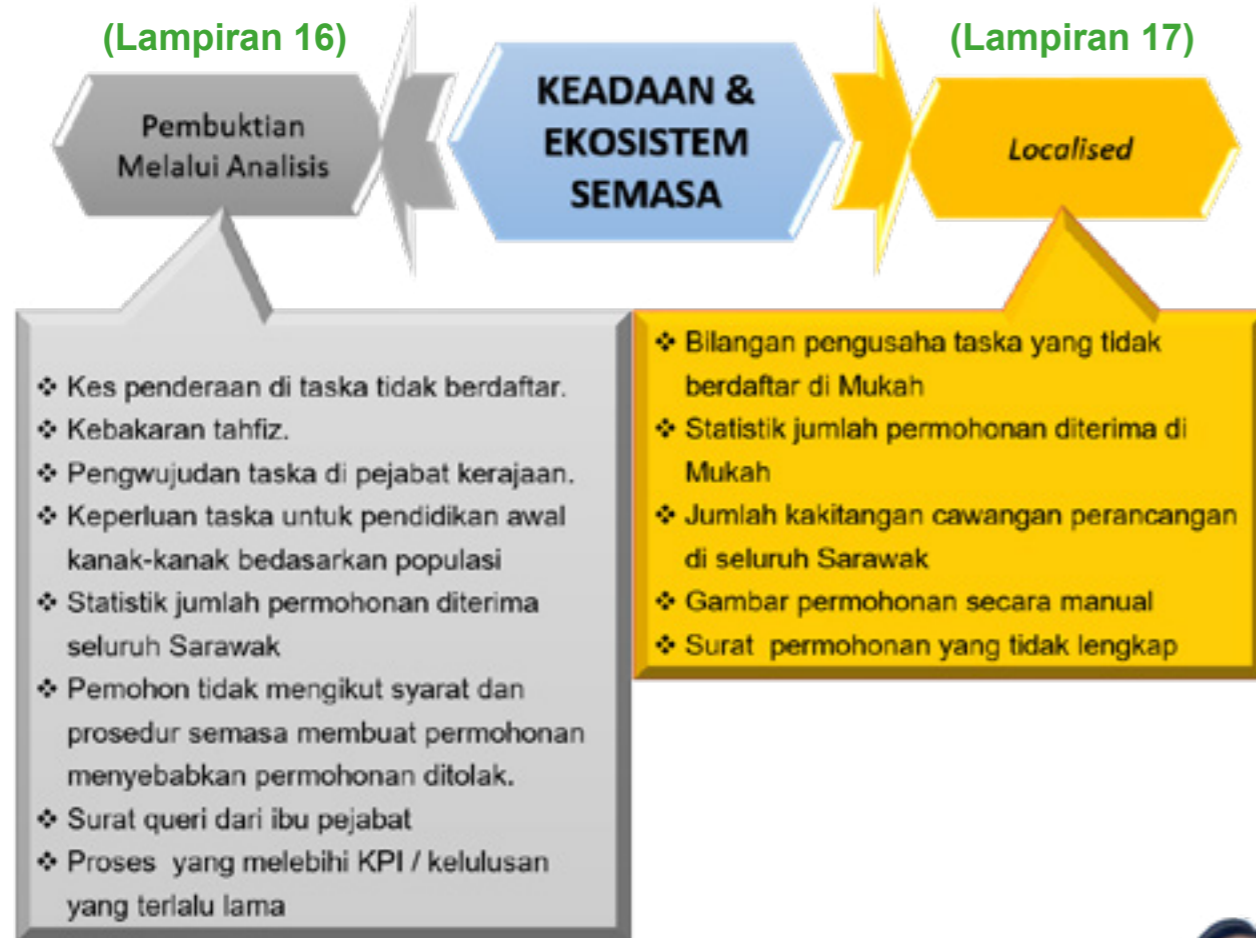 (Lampiran 16)
(Lampiran 17)
Pembuktian
Melalui Analisis
KEADAAN &
EKOSISTEM
SEMASA
Localised
❖ Kes penderaan di taska tidak berdaftar.
❖ Kebakaran tahfiz.
❖ Pengwujudan taska di pejabat kerajaan.
❖ Keperluan taska untuk pendidikan awal
kanak-kanak bedasarkan populasi
❖ Statistik jumlah permohonan diterima
seluruh Sarawak
❖ Pemohon tidak mengikut syarat dan
prosedur semasa membuat permohonan
menyebabkan permohonan ditolak.
❖ Surat queri dari ibu pejabat
❖ Proses yang melebihi KPI / kelulusan
yang terlalu lama
❖ Bilangan pengusaha taska yang tidak
berdaftar di Mukah
❖ Statistik jumlah permohonan diterima di
Mukah
❖ Jumlah kakitangan cawangan perancangan
di seluruh Sarawak
❖ Gambar permohonan secara manual
❖ Surat permohonan yang tidak lengkap